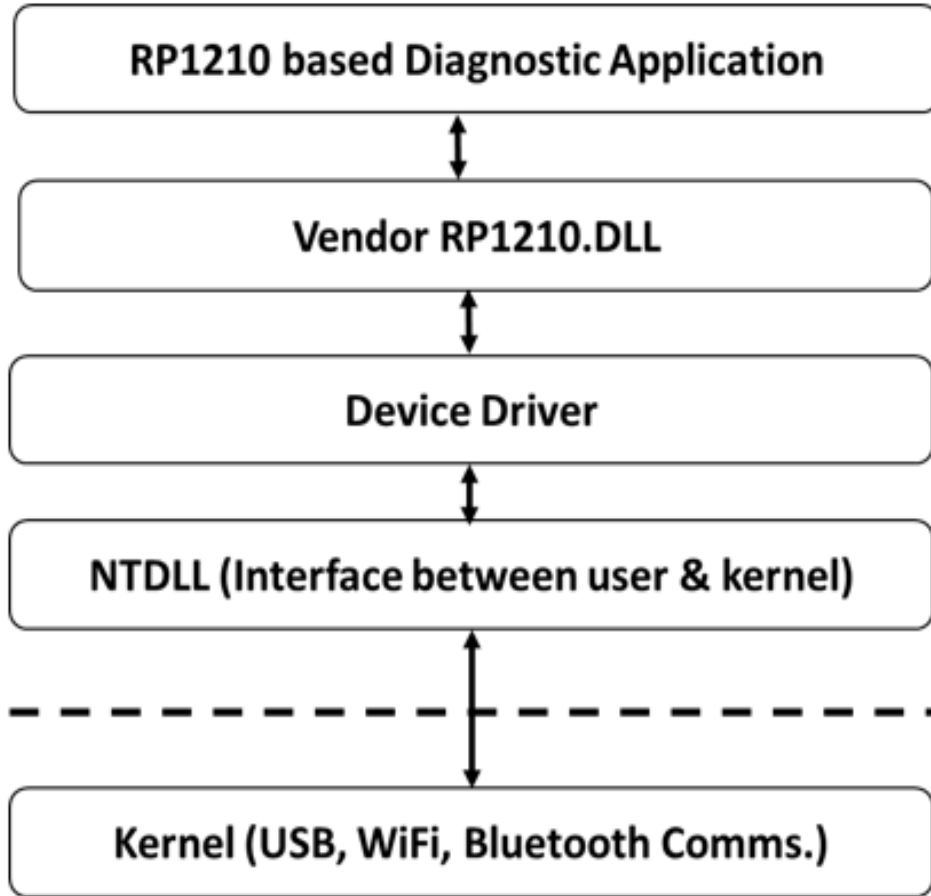 RP1210 based Diagnostic Application
Vendor RP1210.DLL
Device Driver
NTDLL (Interface between user & kernel)
Kernel (USB, WiFi, Bluetooth Comms.)